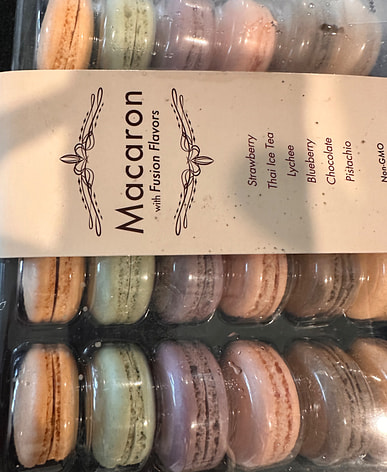 Macaron
with Fusion Flavors
Strawberry
Thai Ice Tea
Lychee
Blueberry
Chocolate
Pistachio
Non-GMO